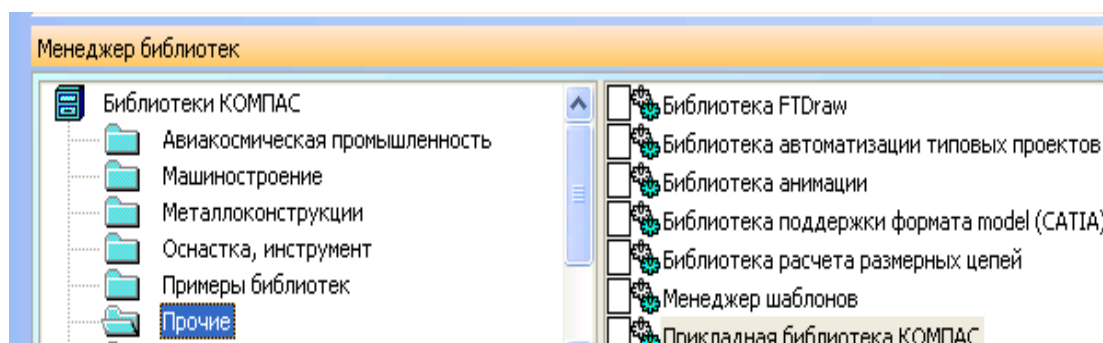 Менеджер библиотек
Библиотеки КОМПАС
Авиакосмическая промышленность
Машиностроение
Металлоконструкции
Оснастка, инструмент
Примеры библиотек
Прочие
Библиотека FTDraw
Библиотека автоматизации типовых проектов
Библиотека анимации
Библиотека поддержки формата model (CATIA)
Библиотека расчета размерных цепей
Менеджер шаблонов
Прикладная библиотека КОМПАС